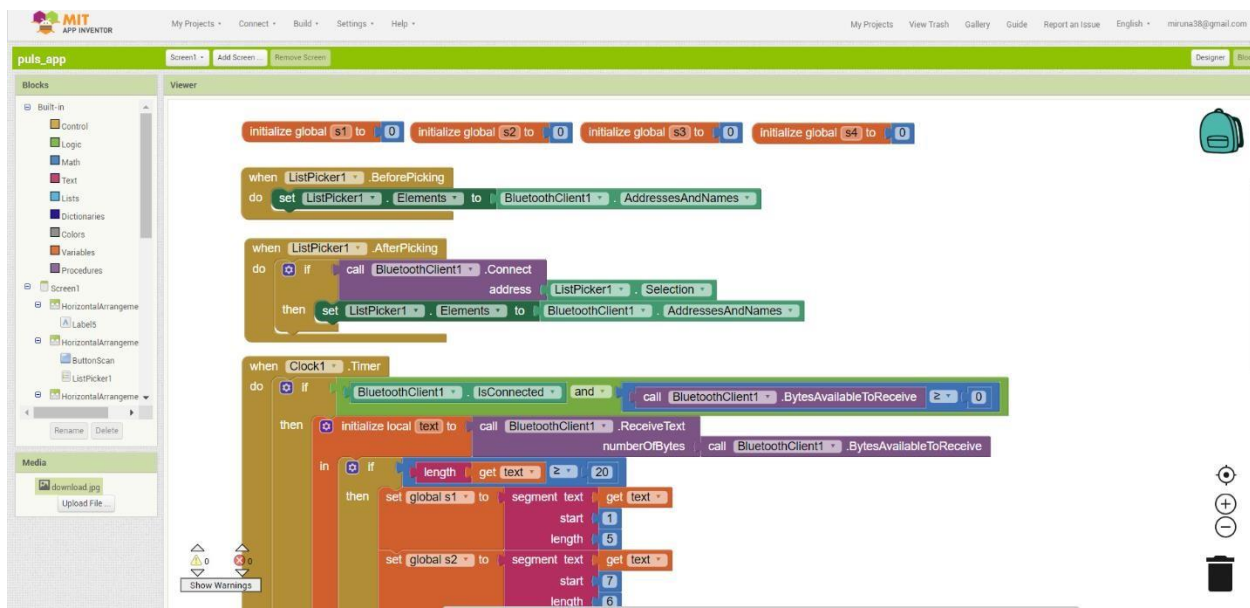 MIT
APP INVENTOR
My Projects Connect Build Settings Help
My Projects View Trash Gallery Guide Report an Issue English miruna38@gmail.com
puls_app
Screen1 Add Screen ... Remove Screen
Designer
Blocks
Built-in
Control
Logic
Math
Text
Lists
Dictionaries
Colors
Variables
Procedures
Screen1
HorizontalArrangeme
Label5
HorizontalArrangeme
ButtonScan
ListPicker1
HorizontalArrangeme
Rename Delete
Media
download.jpg
Upload File ...
Viewer
initialize global s1 to 0 initialize global s2 to 0 initialize global s3 to 0 initialize global s4 to 0
when ListPicker1 .BeforePicking
do set ListPicker1 . Elements to BluetoothClient1 . AddressesAndNames
when ListPicker1 .AfterPicking
do if call BluetoothClient1 .Connect
address ListPicker1 . Selection
then set ListPicker1 . Elements to BluetoothClient1 . AddressesAndNames
when Clock1 .Timer
do if BluetoothClient1 . IsConnected and call BluetoothClient1 .BytesAvailableToReceive ≥ 0
then initialize local text to call BluetoothClient1 .ReceiveText
numberOfBytes call BluetoothClient1 .BytesAvailableToReceive
in if length get text ≥ 20
then set global s1 to segment text get text
start 1
length 5
set global s2 to segment text get text
start 7
length 6
0 0
Show Warnings